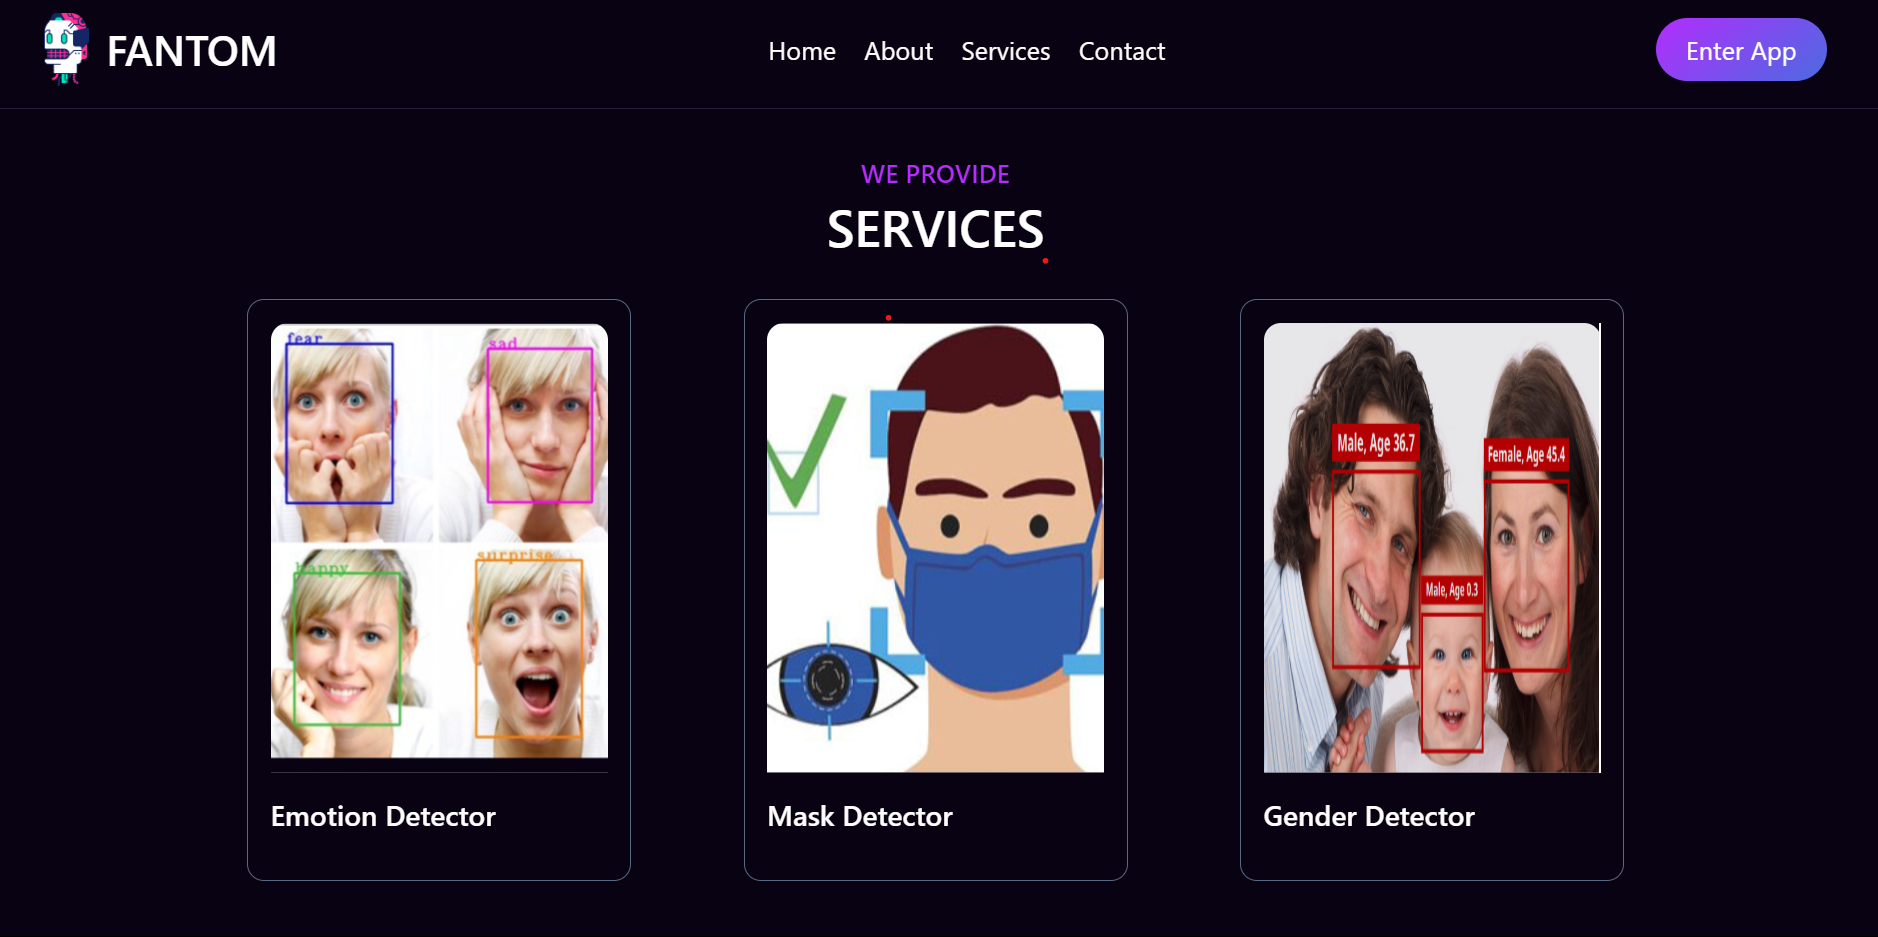 FANTOM
Home About Services Contact
Enter App
WE PROVIDE
SERVICES
fear
sad
happy
surprise
Emotion Detector
Mask Detector
Male, Age 36.7
Female, Age 45.4
Male, Age 0.3
Gender Detector